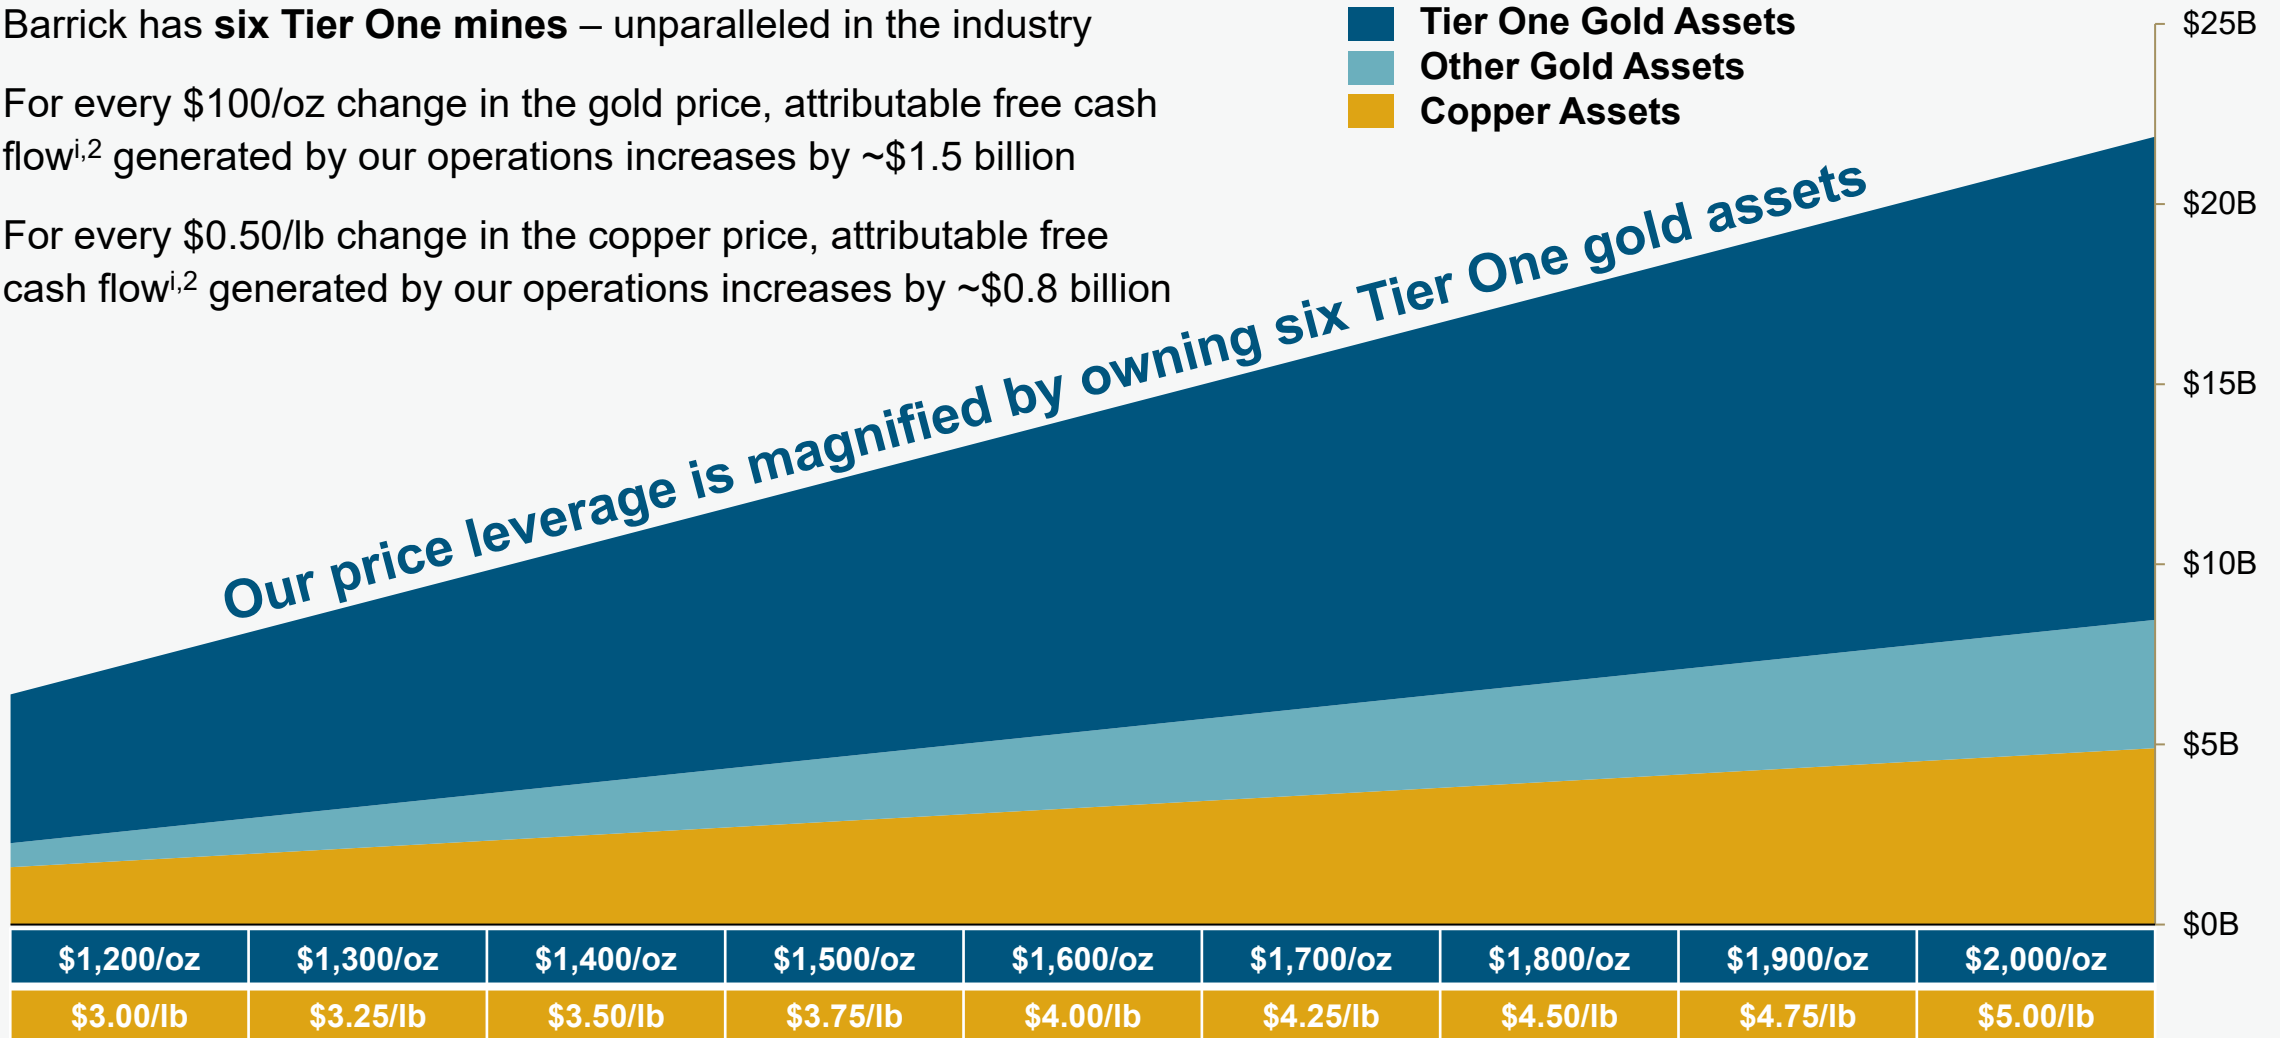 Barrick has six Tier One mines – unparalleled in the industry
For every $100/oz change in the gold price, attributable free cash
flowi,2 generated by our operations increases by ~$1.5 billion
For every $0.50/lb change in the copper price, attributable free
cash flowi,2 generated by our operations increases by ~$0.8 billion
Tier One Gold Assets
Other Gold Assets
Copper Assets
Our price leverage is magnified by owning six Tier One gold assets
$25B
$20B
$15B
$10B
$5B
$0B
$1,200/oz $1,300/oz $1,400/oz $1,500/oz $1,600/oz $1,700/oz $1,800/oz $1,900/oz $2,000/oz
$3.00/lb $3.25/lb $3.50/lb $3.75/lb $4.00/lb $4.25/lb $4.50/lb $4.75/lb $5.00/lb